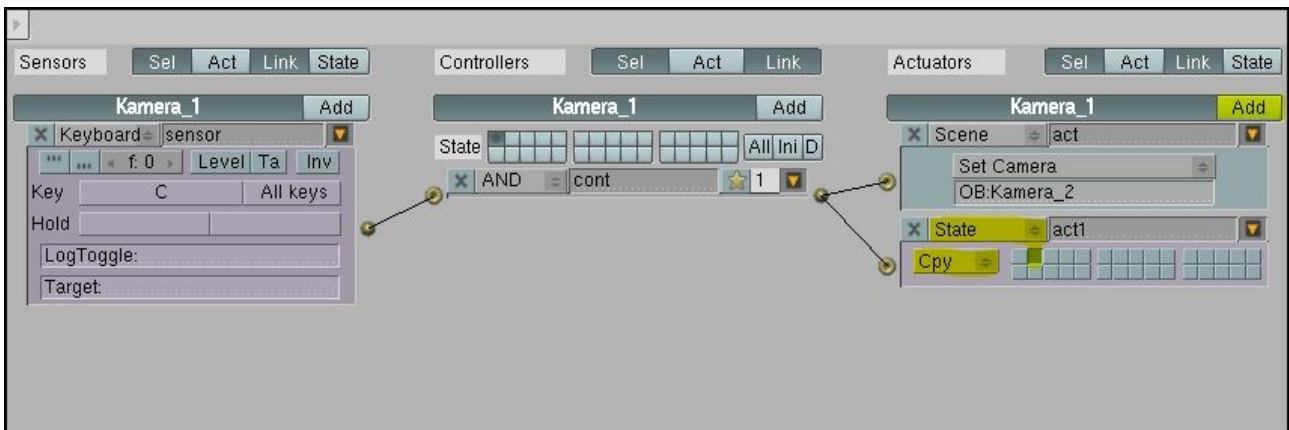 Sensors Sel Act Link State Controllers Sel Act Link Actuators Sel Act Link State
Kamera_1 Add Kamera_1 Add Kamera_1 Add
Keyboard sensor Scene act
f: 0 Level Ta Inv State All Ini D Set Camera
Key C All keys AND cont 1 OB:Kamera_2
Hold State act1
LogToggle: Cpy
Target: